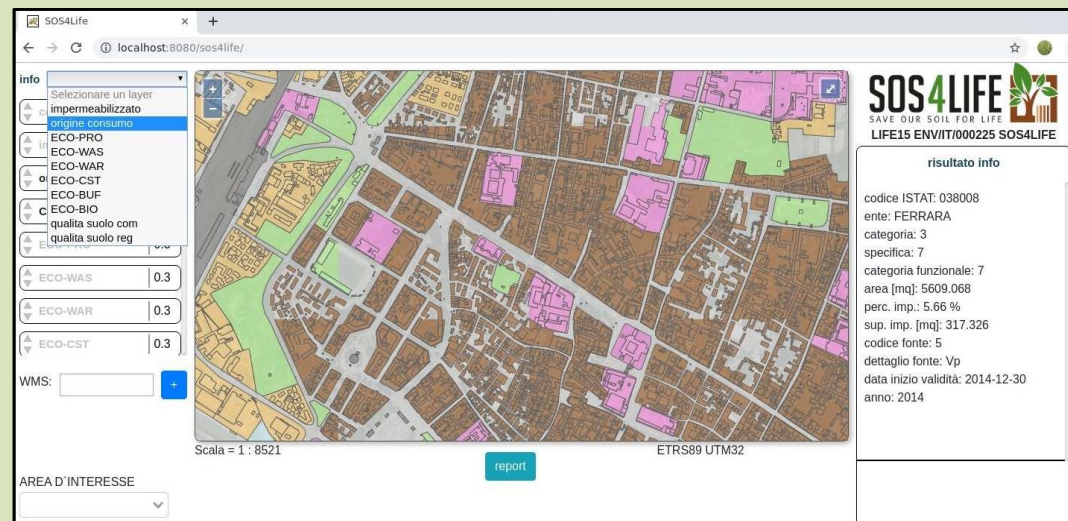 SOS4Life
localhost:8080/sos4life/
info
Selezionare un layer
impermeabilizzato
origine consumo
ECO-PRO
ECO-WAS
ECO-WAR
ECO-CST
ECO-BUF
ECO-BIO
qualita suolo com
qualita suolo reg
ECO-WAS 0.3
ECO-WAR 0.3
ECO-CST 0.3
WMS: +
Scala = 1 : 8521
ETRS89 UTM32
report
AREA D´INTERESSE
SOS4LIFE
SAVE OUR SOIL FOR LIFE
LIFE15 ENV/IT/000225 SOS4LIFE
risultato info
codice ISTAT: 038008
ente: FERRARA
categoria: 3
specifica: 7
categoria funzionale: 7
area [mq]: 5609.068
perc. imp.: 5.66 %
sup. imp. [mq]: 317.326
codice fonte: 5
dettaglio fonte: Vp
data inizio validità: 2014-12-30
anno: 2014